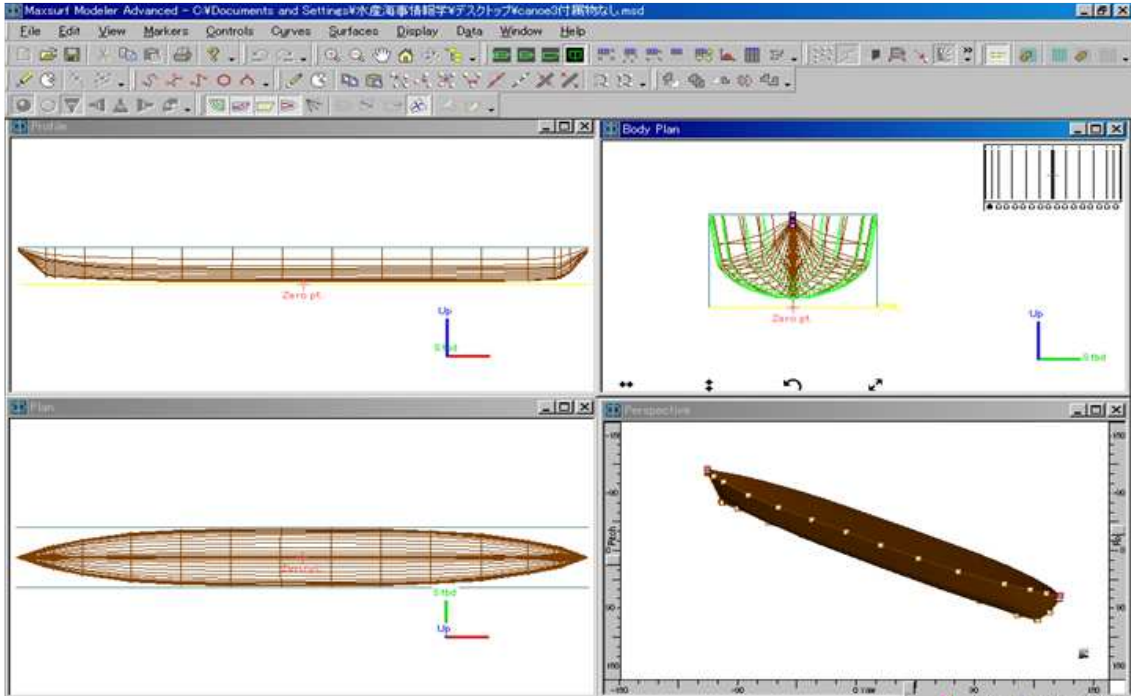 Maxsurf Modeler Advanced - C:¥Documents and Settings¥水産海事情報学¥デスクトップ¥canoe3付属物なし.msd
File Edit View Markers Controls Curves Surfaces Display Data Window Help
Profile
Zero pt.
Up
Stbd
Body Plan
Zero pt.
Up
Stbd
Plan
Zero pt.
Stbd
Up
Perspective
Pitch